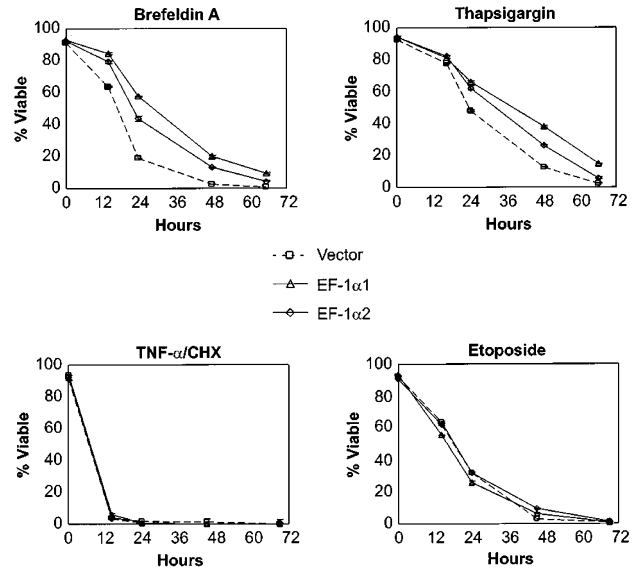 Brefeldin A
100
80
60
40
20
0
% Viable
0 12 24 36 48 60 72
Hours
Thapsigargin
100
80
60
40
20
0
% Viable
0 12 24 36 48 60 72
Hours
Vector
EF-1α1
EF-1α2
TNF-α/CHX
100
80
60
40
20
0
% Viable
0 12 24 36 48 60 72
Hours
Etoposide
100
80
60
40
20
0
% Viable
0 12 24 36 48 60 72
Hours